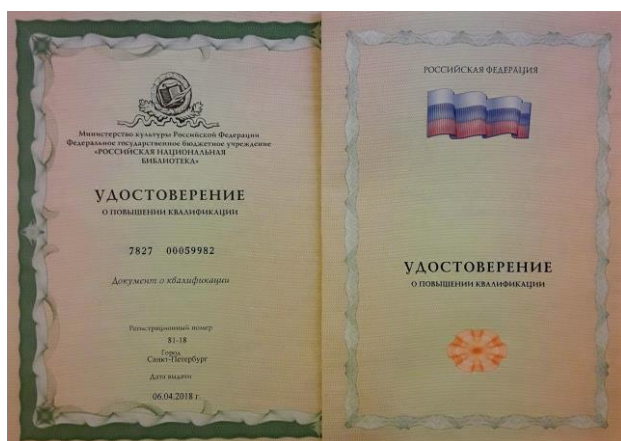 Министерство культуры Российской Федерации
Федеральное государственное бюджетное учреждение
«РОССИЙСКАЯ НАЦИОНАЛЬНАЯ
БИБЛИОТЕКА»
УДОСТОВЕРЕНИЕ
О ПОВЫШЕНИИ КВАЛИФИКАЦИИ
7827 00059982
Документ о квалификации
Регистрационный номер
81-18
Город
Санкт-Петербург
Дата выдачи
06.04.2018 г.
РОССИЙСКАЯ ФЕДЕРАЦИЯ
УДОСТОВЕРЕНИЕ
О ПОВЫШЕНИИ КВАЛИФИКАЦИИ